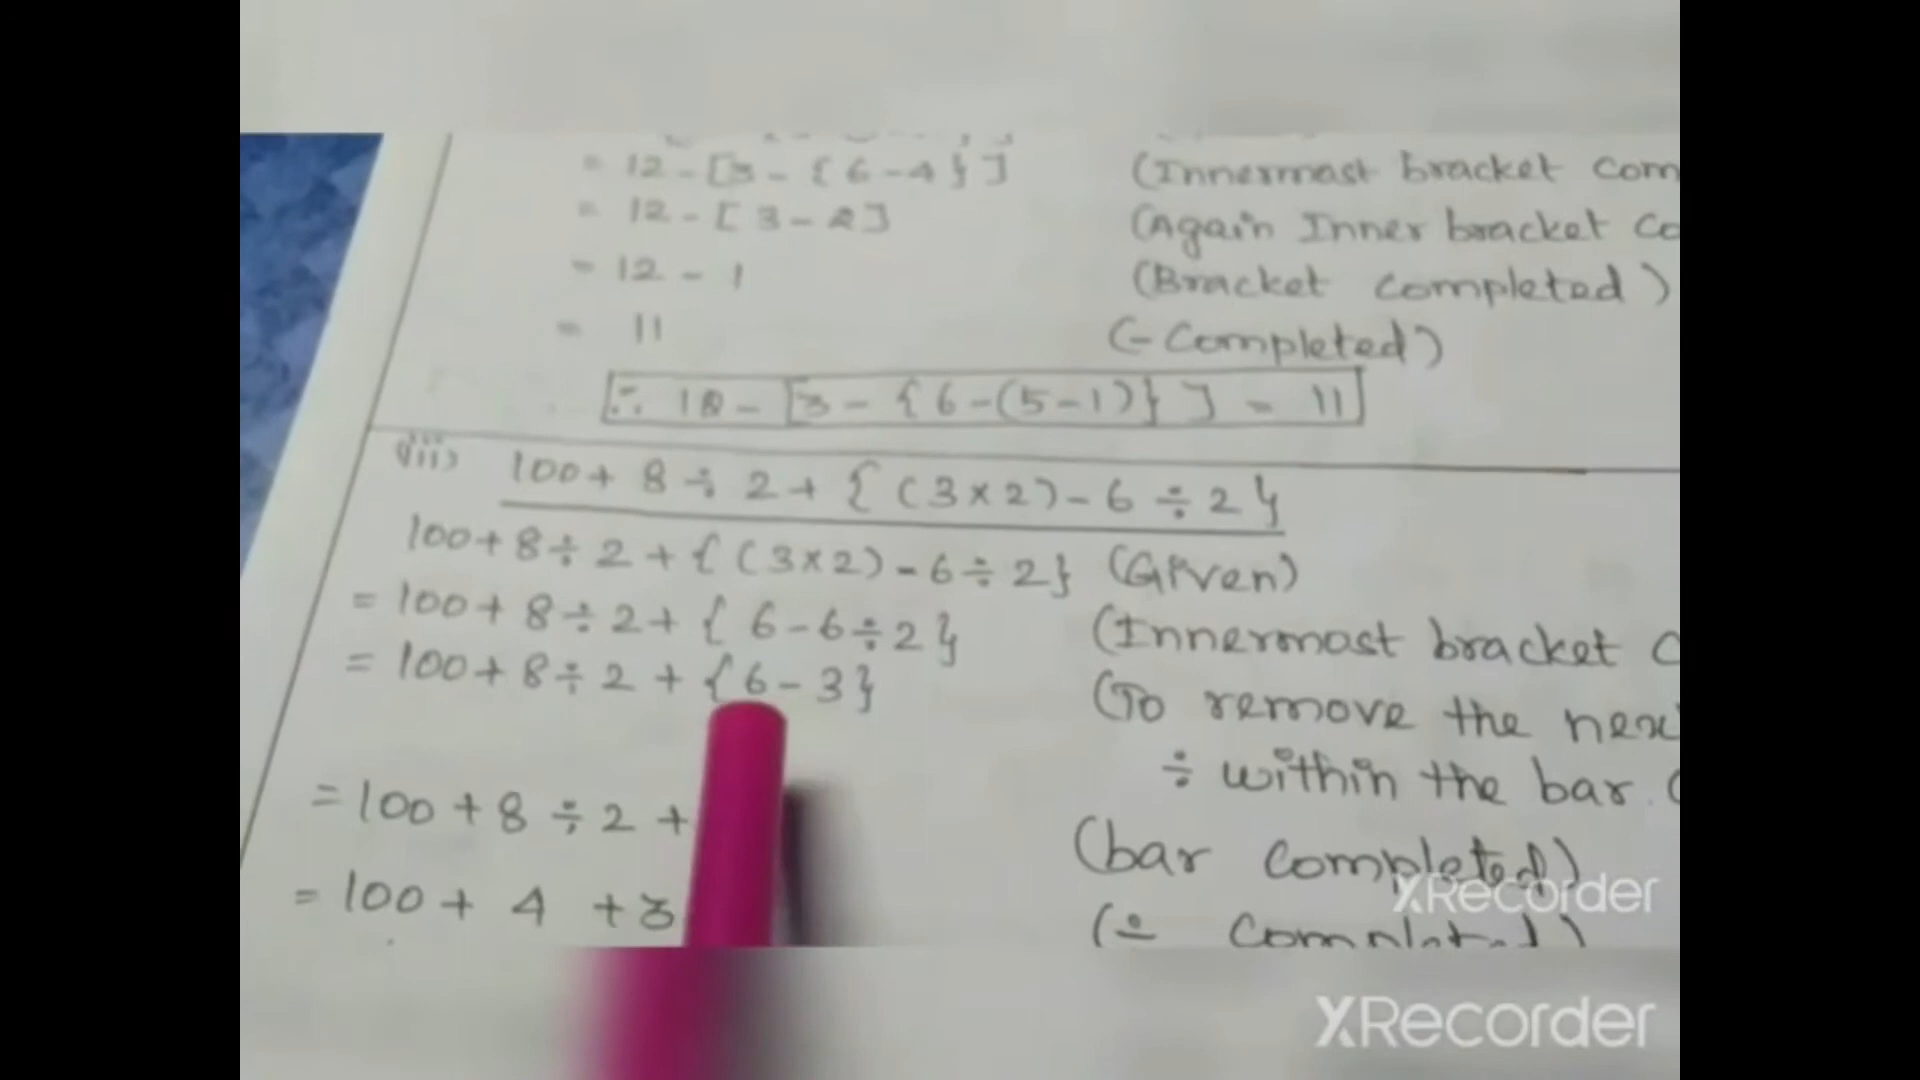 = 12 - [3 - { 6 - 4 } ] (Innermast bracket com
= 12 - [ 3 - 2 ] (Again Inner bracket Co
= 12 - 1 (Bracket completed)
= 11 (- Completed)
∴ 12 - [3 - { 6 - (5 - 1)} ] = 11
(iii) 100 + 8 ÷ 2 + { (3 × 2) - 6 ÷ 2 }
100 + 8 ÷ 2 + { (3 × 2) - 6 ÷ 2} (Given)
= 100 + 8 ÷ 2 + { 6 - 6 ÷ 2 } (Innermast bracket C
= 100 + 8 ÷ 2 + { 6 - 3 } (To remove the nex
÷ within the bar. (
= 100 + 8 ÷ 2 + (bar completed)
= 100 + 4 + 3 (÷ Completed)
XRecorder
XRecorder